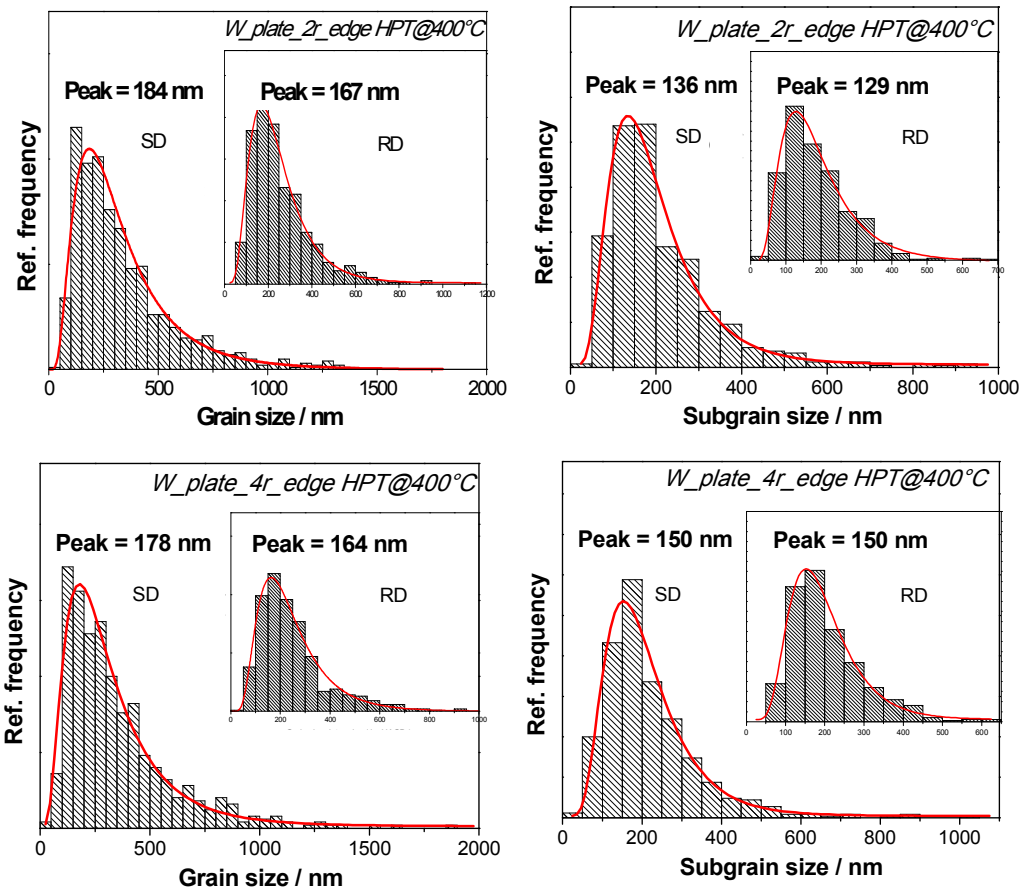 W_plate_2r_edge HPT@400°C
Peak = 184 nm
SD
Peak = 167 nm
RD
0 200 400 600 800 1000 1200
Ref. frequency
0 500 1000 1500 2000
Grain size / nm
W_plate_2r_edge HPT@400°C
Peak = 136 nm
SD
Peak = 129 nm
RD
0 100 200 300 400 500 600 700
Ref. frequency
0 200 400 600 800 1000
Subgrain size / nm
W_plate_4r_edge HPT@400°C
Peak = 178 nm
SD
Peak = 164 nm
RD
0 200 400 600 800 1000
Ref. frequency
0 500 1000 1500 2000
Grain size / nm
W_plate_4r_edge HPT@400°C
Peak = 150 nm
SD
Peak = 150 nm
RD
0 100 200 300 400 500 600
Ref. frequency
0 200 400 600 800 1000
Subgrain size / nm